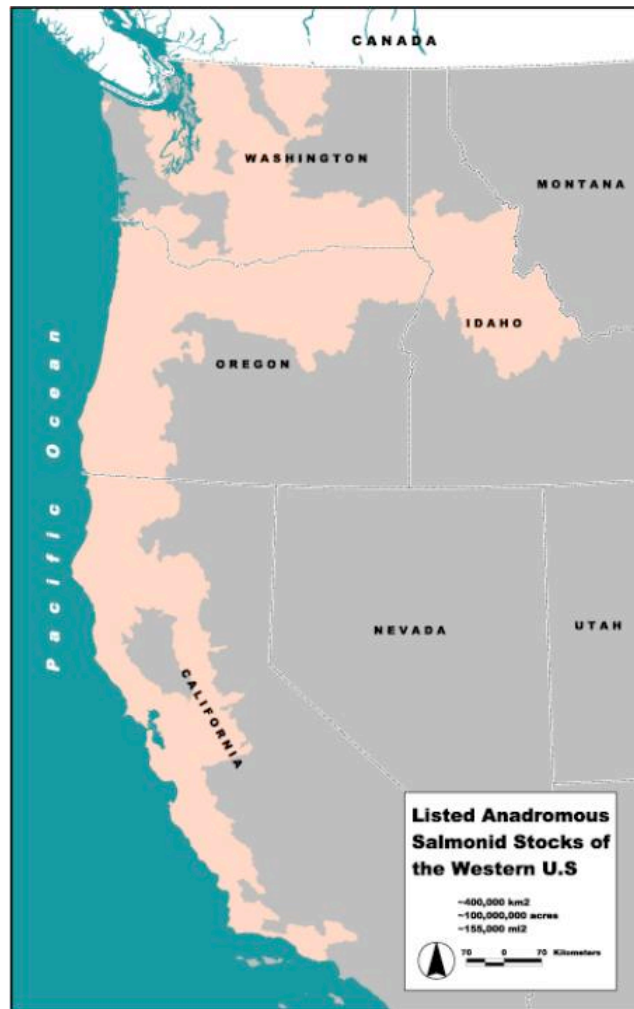 CANADA
WASHINGTON
MONTANA
IDAHO
OREGON
Pacific Ocean
NEVADA
UTAH
CALIFORNIA
Listed Anadromous
Salmonid Stocks of
the Western U.S
~400,000 km2
~100,000,000 acres
~155,000 mi2
70 0 70 Kilometers